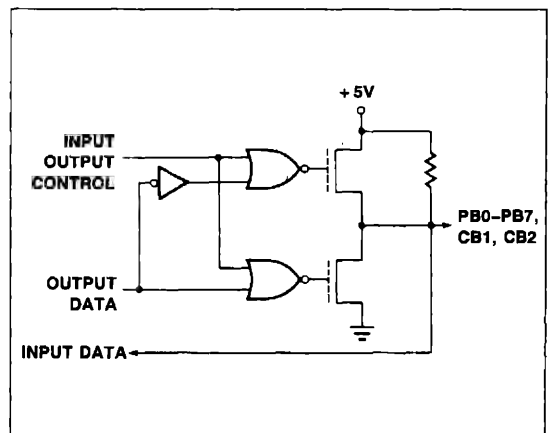 +5V
INPUT
OUTPUT
CONTROL
PB0–PB7,
CB1, CB2
OUTPUT
DATA
INPUT DATA